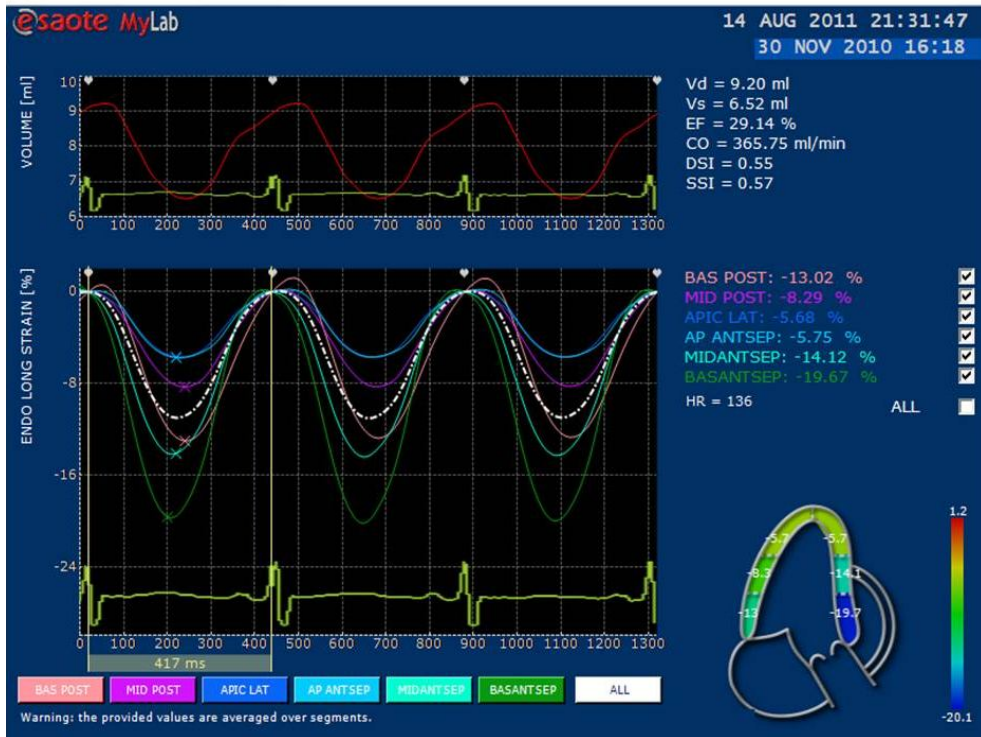 esaote MyLab
14 AUG 2011 21:31:47
30 NOV 2010 16:18
VOLUME [ml]
10
9
8
7
6
0 100 200 300 400 500 600 700 800 900 1000 1100 1200 1300
Vd = 9.20 ml
Vs = 6.52 ml
EF = 29.14 %
CO = 365.75 ml/min
DSI = 0.55
SSI = 0.57
ENDO LONG STRAIN [%]
0
-8
-16
-24
0 100 200 300 400 500 600 700 800 900 1000 1100 1200 1300
417 ms
BAS POST: -13.02 %
MID POST: -8.29 %
APIC LAT: -5.68 %
AP ANTSEP: -5.75 %
MIDANTSEP: -14.12 %
BASANTSEP: -19.67 %
HR = 136
ALL
1.2
-5.7 -5.7
-8.3 -14.1
-13 -19.7
-20.1
BAS POST MID POST APIC LAT AP ANTSEP MIDANTSEP BASANTSEP ALL
Warning: the provided values are averaged over segments.